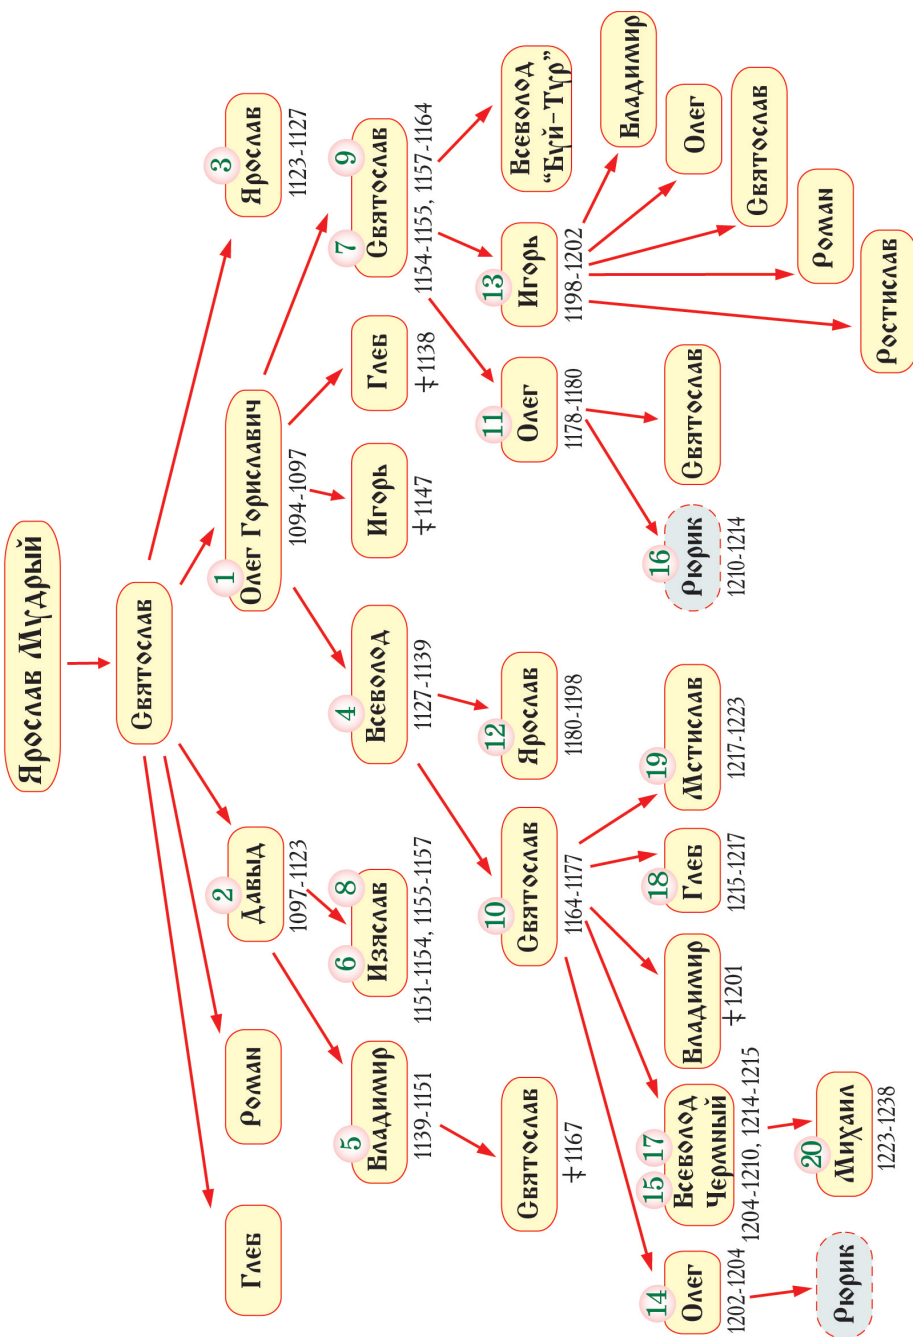 Ярослав Мудрый
Святослав
Глеб
Роман
2
Давыд
1097-1123
1
Олег Гориславич
1094-1097
3
Ярослав
1123-1127
5
Владимир
1139-1151
6 8
Изяслав
1151-1154, 1155-1157
4
Всеволод
1127-1139
Игорь
‡1147
Глеб
‡1138
7 9
Святослав
1154-1155, 1157-1164
Святослав
‡1167
10
Святослав
1164-1177
12
Ярослав
1180-1198
11
Олег
1178-1180
13
Игорь
1198-1202
Всеволод
"Буй-Тур"
14
Олег
1202-1204
15 17
Всеволод
Чермный
1204-1210, 1214-1215
Владимир
‡1201
18
Глеб
1215-1217
19
Мстислав
1217-1223
16
Рюрик
1210-1214
Святослав
Ростислав
Роман
Святослав
Олег
Владимир
Рюрик
20
Михаил
1223-1238